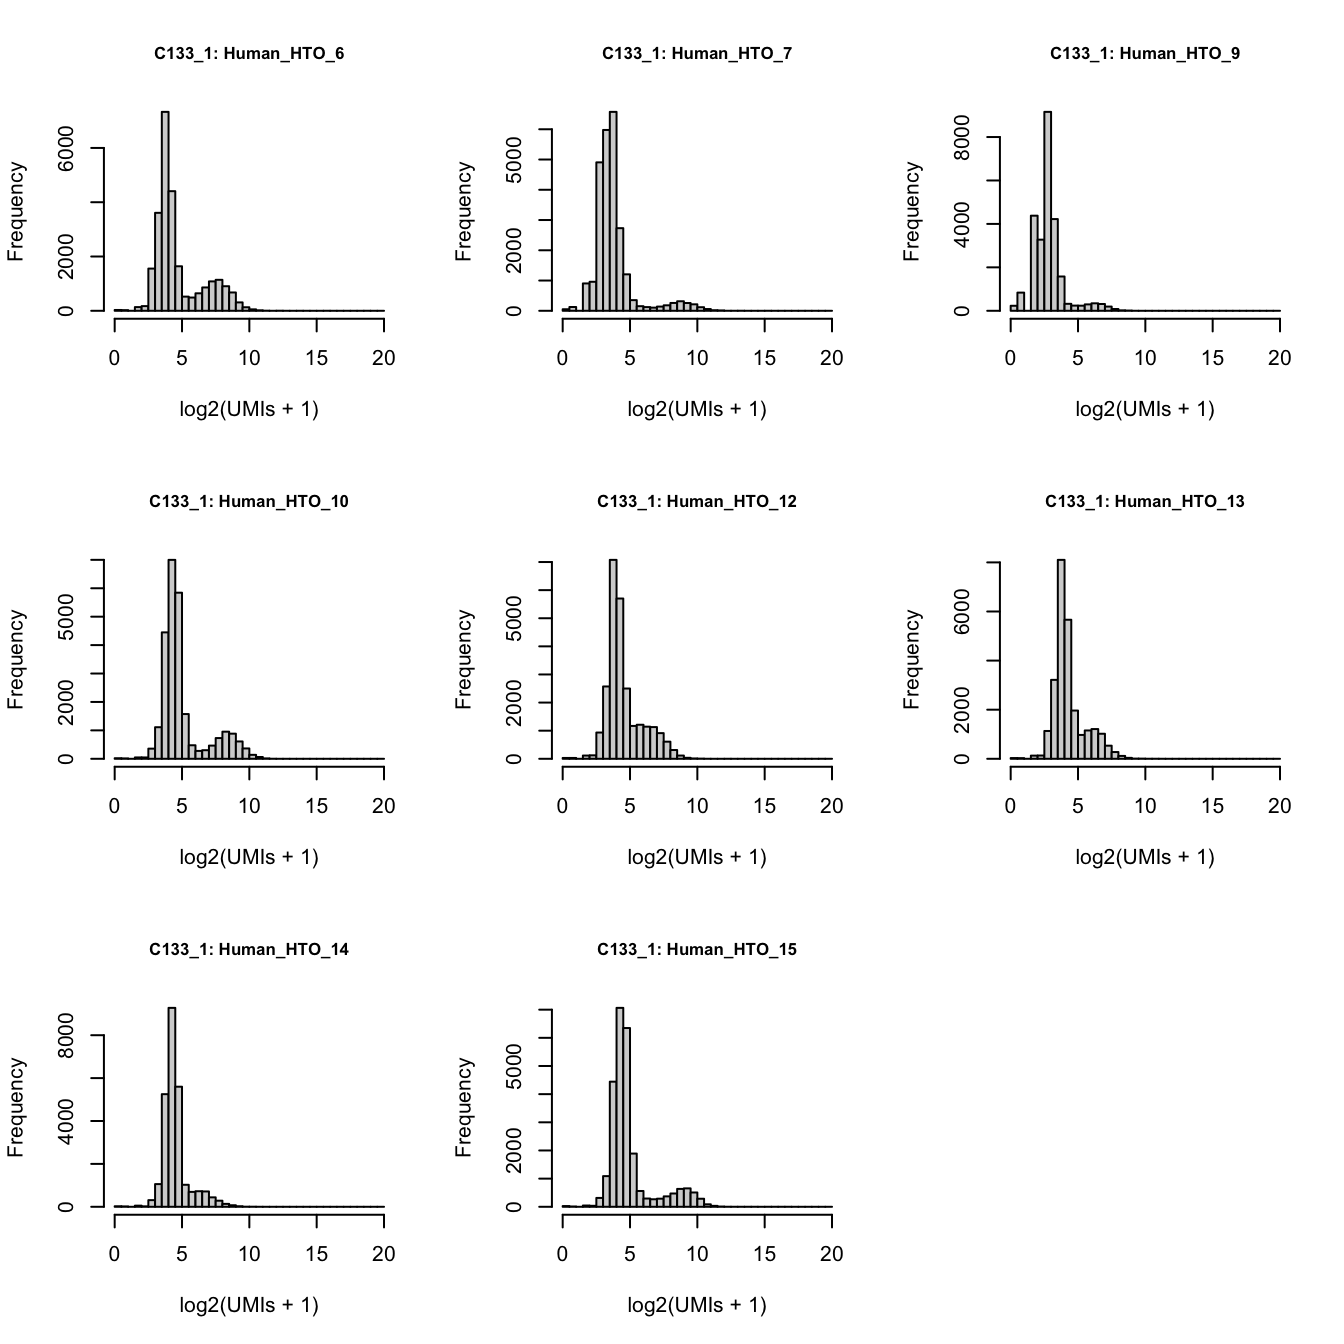 C133_1: Human_HTO_6
Frequency
0 2000 6000
0 5 10 15 20
log2(UMIs + 1)
C133_1: Human_HTO_7
Frequency
0 2000 5000
0 5 10 15 20
log2(UMIs + 1)
C133_1: Human_HTO_9
Frequency
0 4000 8000
0 5 10 15 20
log2(UMIs + 1)
C133_1: Human_HTO_10
Frequency
0 2000 5000
0 5 10 15 20
log2(UMIs + 1)
C133_1: Human_HTO_12
Frequency
0 2000 5000
0 5 10 15 20
log2(UMIs + 1)
C133_1: Human_HTO_13
Frequency
0 2000 6000
0 5 10 15 20
log2(UMIs + 1)
C133_1: Human_HTO_14
Frequency
0 4000 8000
0 5 10 15 20
log2(UMIs + 1)
C133_1: Human_HTO_15
Frequency
0 2000 5000
0 5 10 15 20
log2(UMIs + 1)